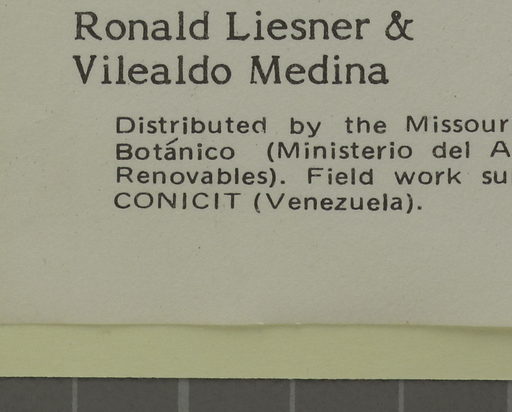 Ronald Liesner &
Vilealdo Medina
Distributed by the Missour
Botánico (Ministerio del A
Renovables). Field work su
CONICIT (Venezuela).